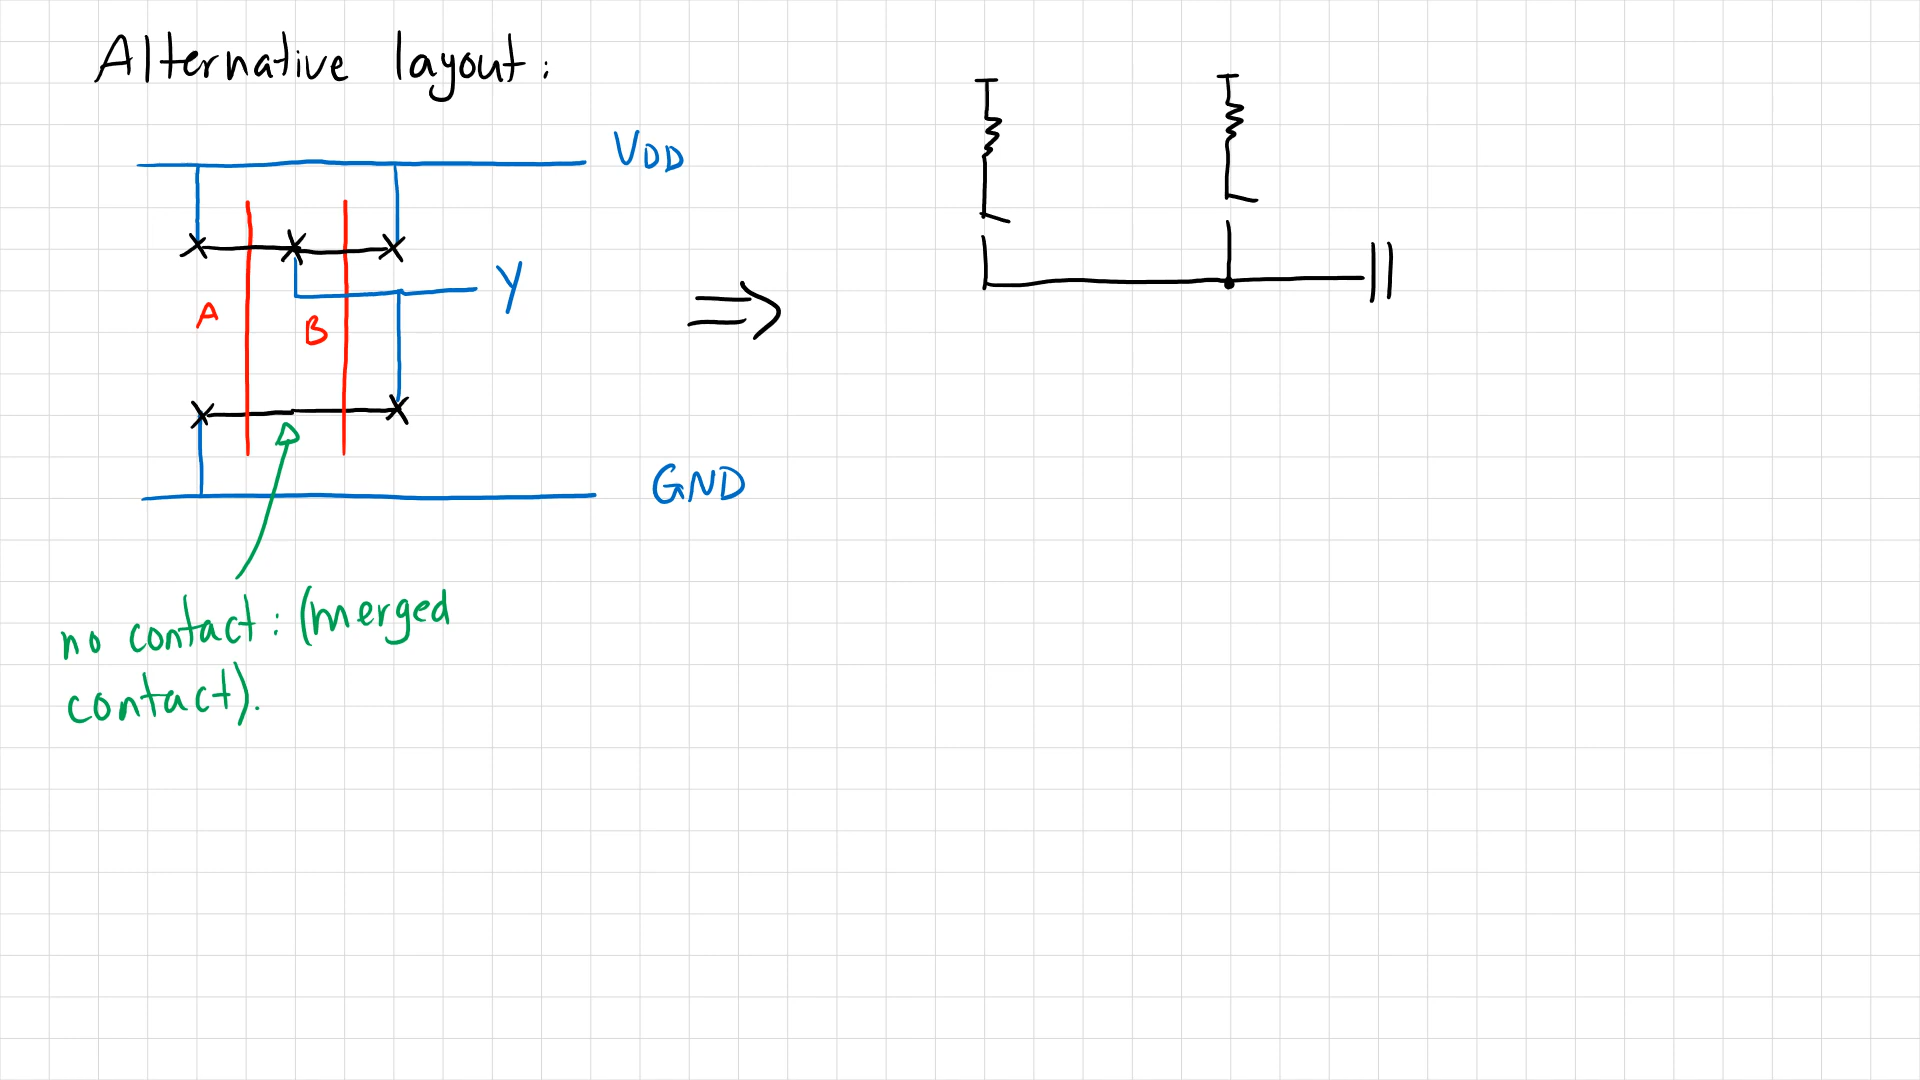 Alternative layout:
VDD
Y
A
B
GND
no contact: (merged
contact).